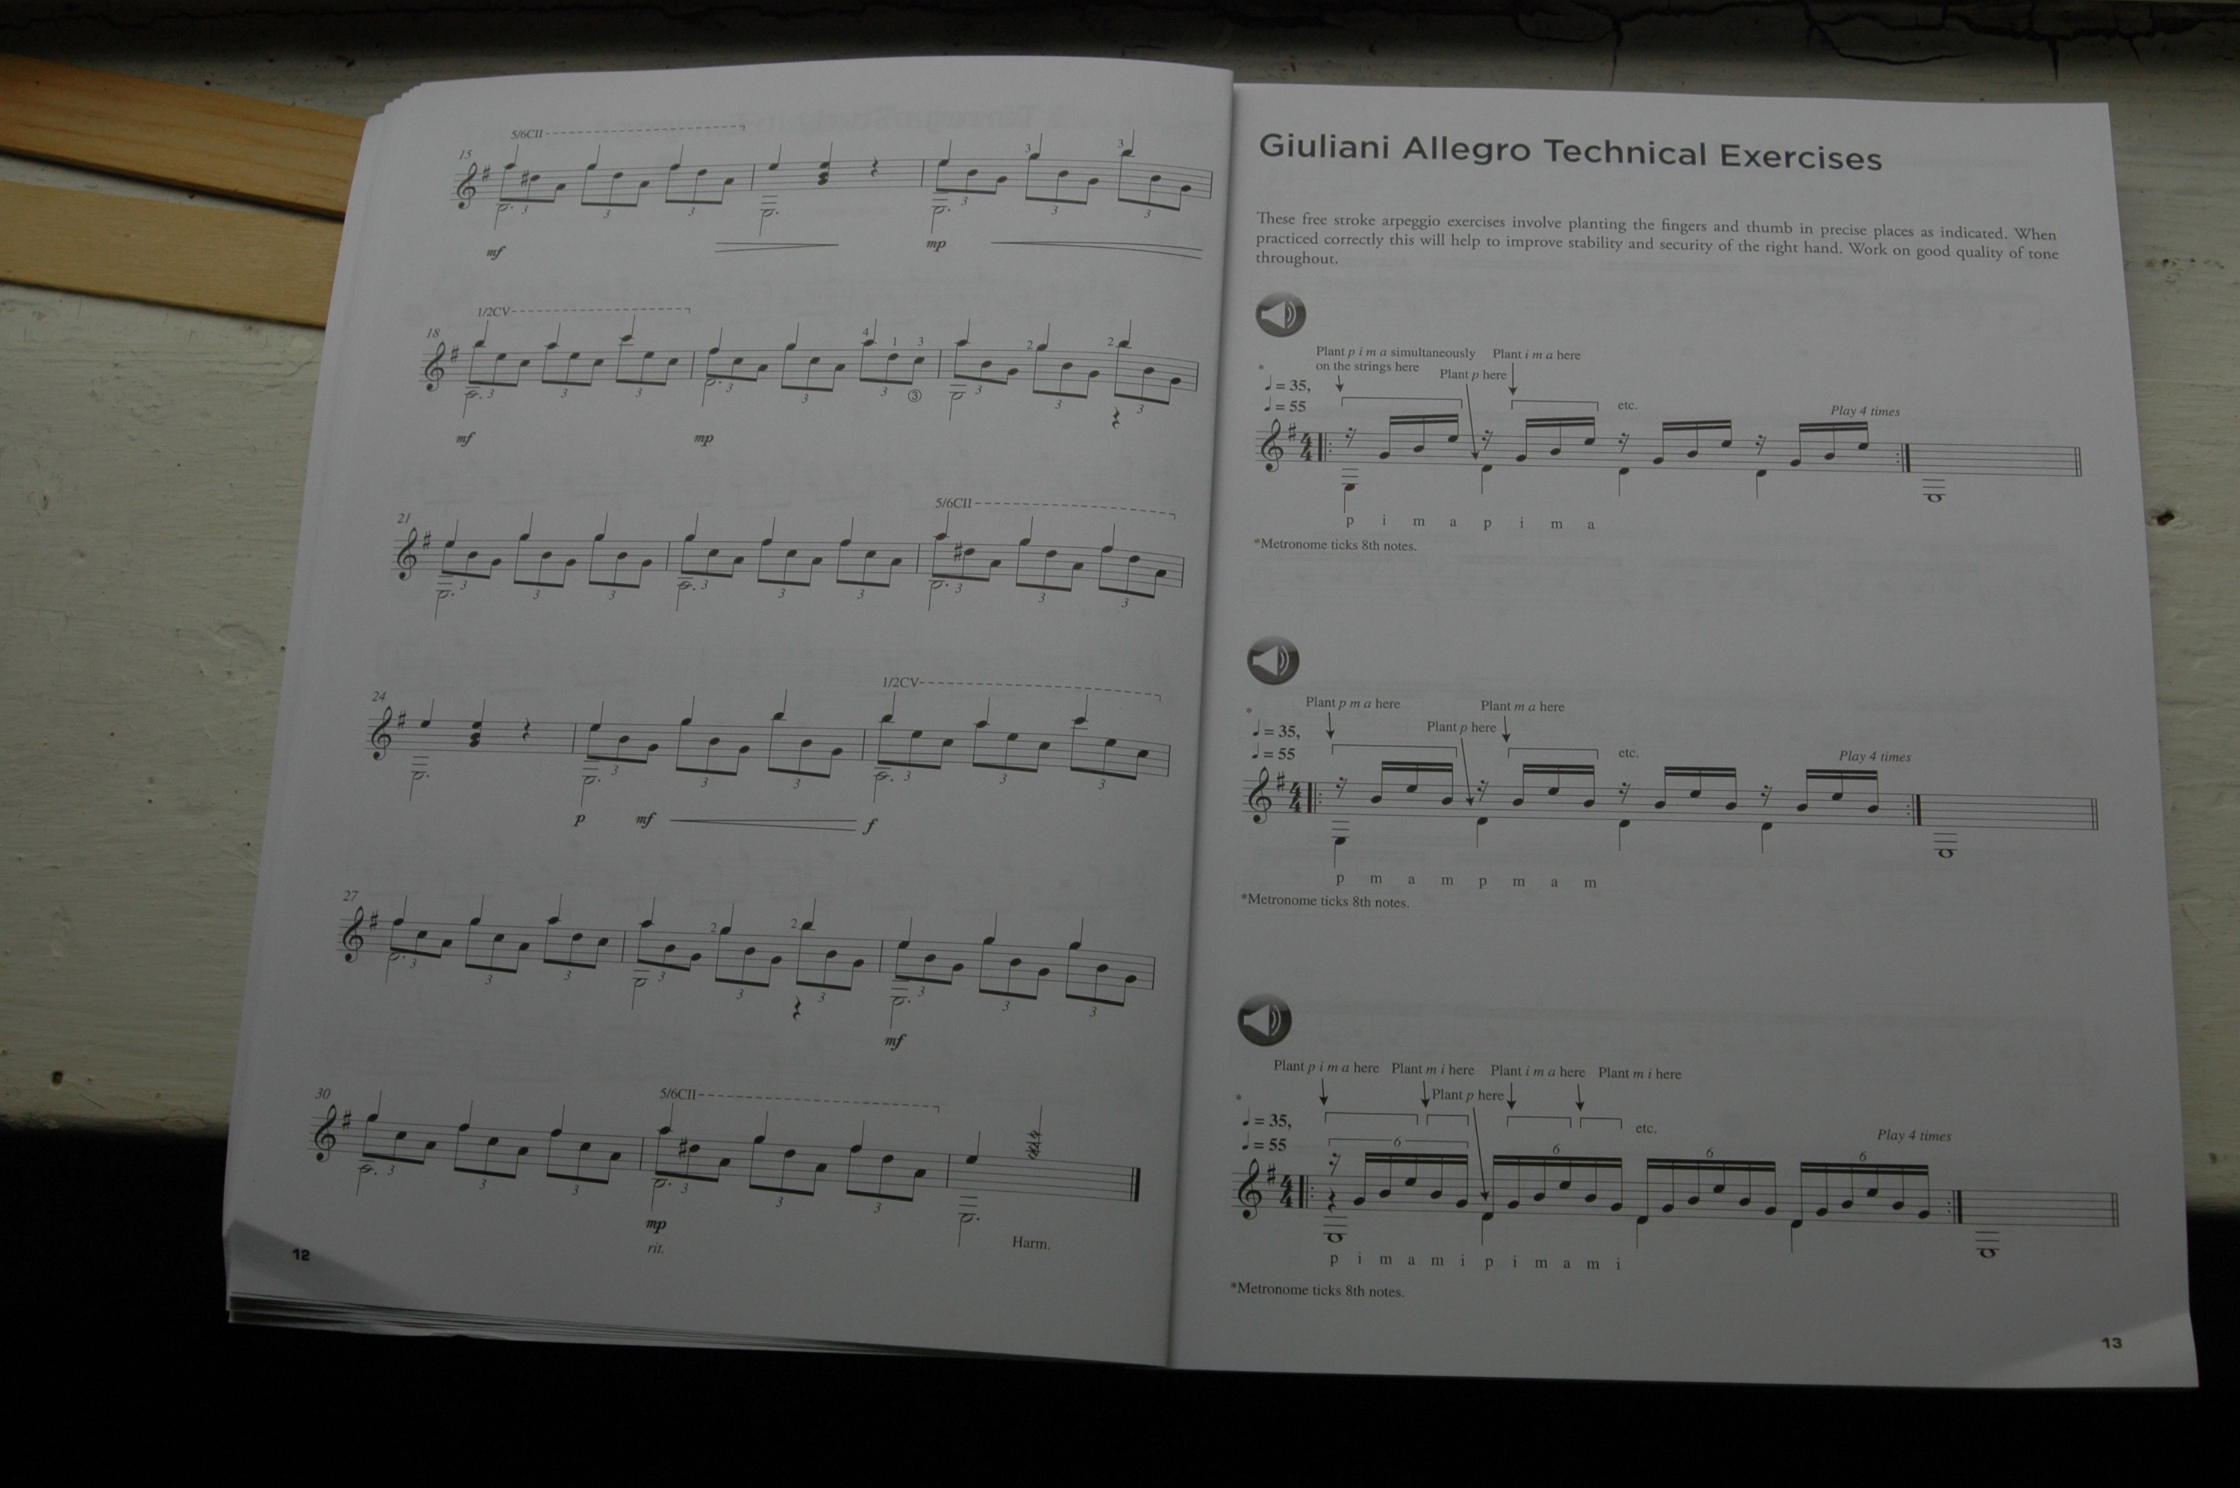 5/6CII
15
3
3
3
3
3
3
3
3
mf
mp
1/2CV
18
4
1
3
2
2
3
3
3
3
3
3
③
3
3
3
mf
mp
5/6CII
21
3
3
3
3
3
3
3
3
3
1/2CV
24
3
3
3
3
3
3
p
mf
f
27
2
2
3
3
3
3
3
3
3
3
3
mf
5/6CII
30
3
3
3
3
3
3
mp
rit.
Harm.
12
Giuliani Allegro Technical Exercises
These free stroke arpeggio exercises involve planting the fingers and thumb in precise places as indicated. When
practiced correctly this will help to improve stability and security of the right hand. Work on good quality of tone
throughout.
Plant p i m a simultaneously
on the strings here
Plant p here
Plant i m a here
*
♩ = 35,
♩ = 55
etc.
Play 4 times
4
4
p i m a p i m a
*Metronome ticks 8th notes.
Plant p m a here
Plant p here
Plant m a here
*
♩ = 35,
♩ = 55
etc.
Play 4 times
4
4
p m a m p m a m
*Metronome ticks 8th notes.
Plant p i m a here Plant m i here Plant i m a here Plant m i here
Plant p here
*
♩ = 35,
♩ = 55
etc.
Play 4 times
6
6
6
6
4
4
p i m a m i p i m a m i
*Metronome ticks 8th notes.
13